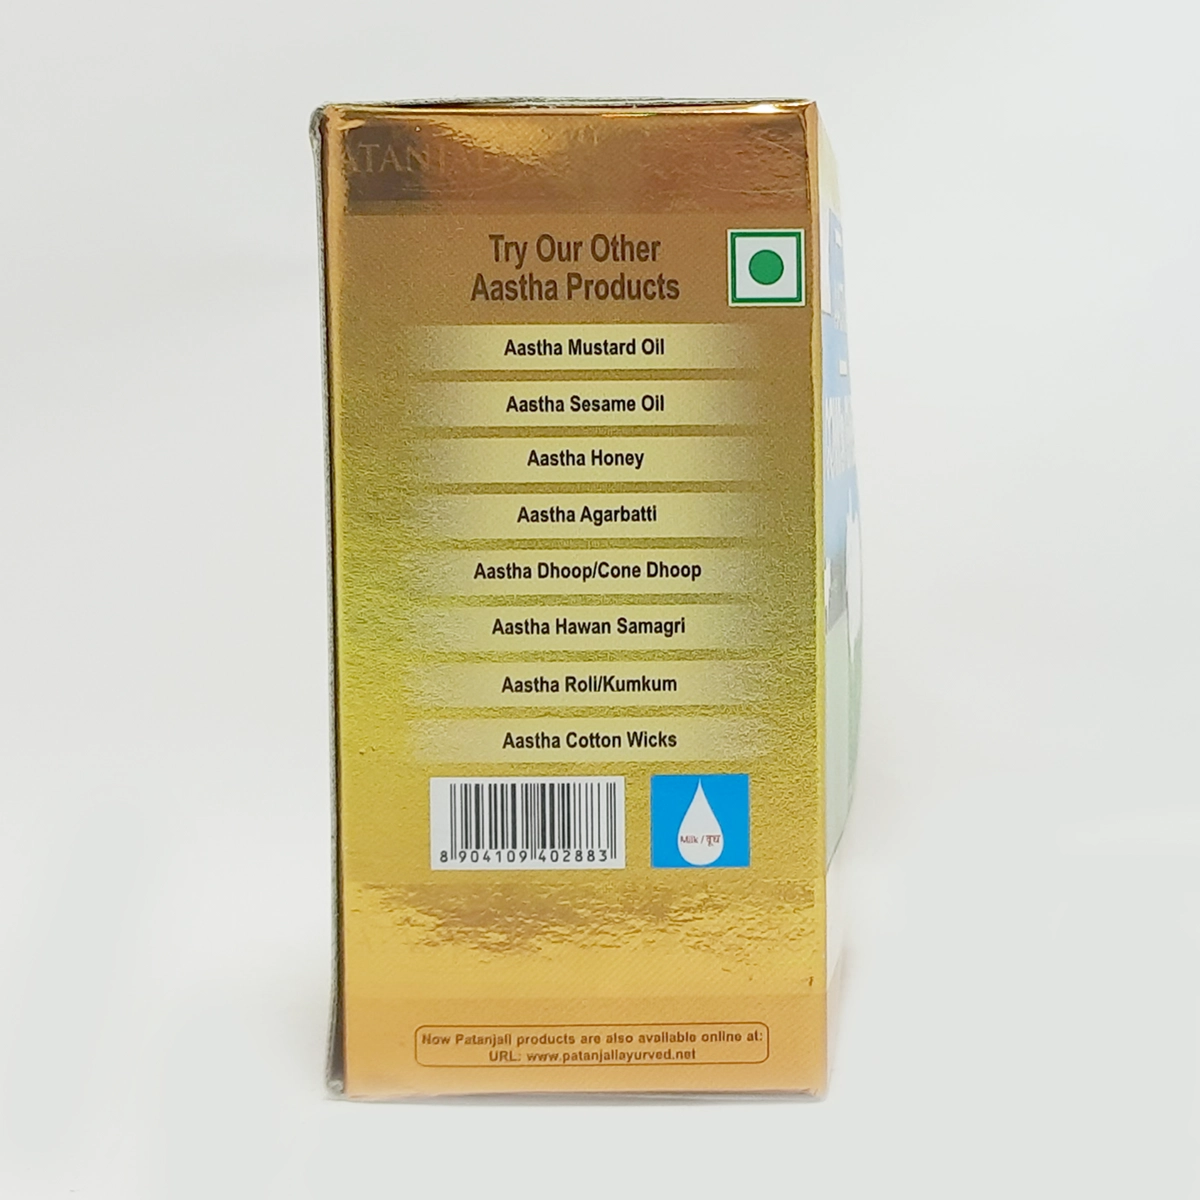 Try Our Other
Aastha Products
Aastha Mustard Oil
Aastha Sesame Oil
Aastha Honey
Aastha Agarbatti
Aastha Dhoop/Cone Dhoop
Aastha Hawan Samagri
Aastha Roli/Kumkum
Aastha Cotton Wicks
8 904109 402883
Milk / दूध
Now Patanjali products are also available online at:
URL: www.patanjaliayurved.net